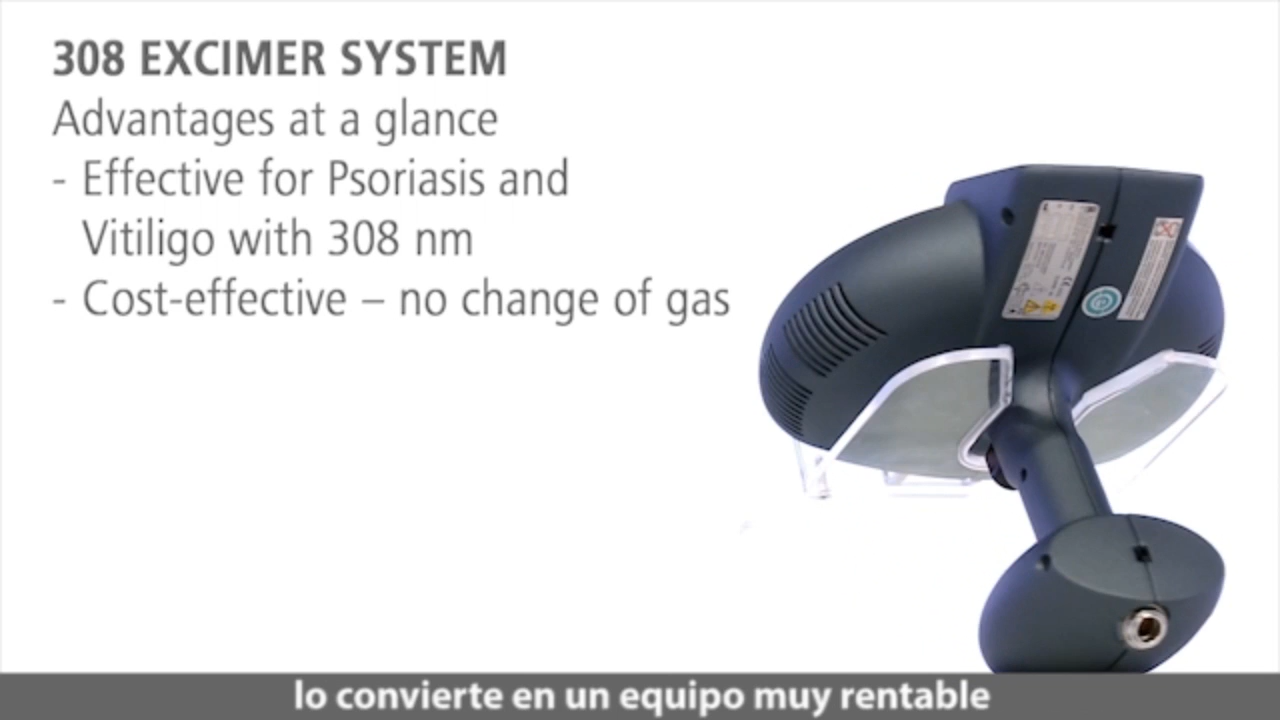 308 EXCIMER SYSTEM
Advantages at a glance
- Effective for Psoriasis and
Vitiligo with 308 nm
- Cost-effective – no change of gas
lo convierte en un equipo muy rentable